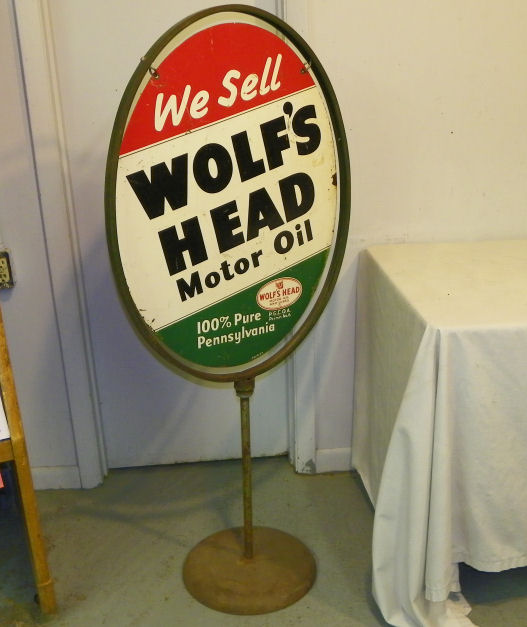 We Sell
WOLF'S
HEAD
Motor Oil
100% Pure
Pennsylvania
WOLF'S HEAD